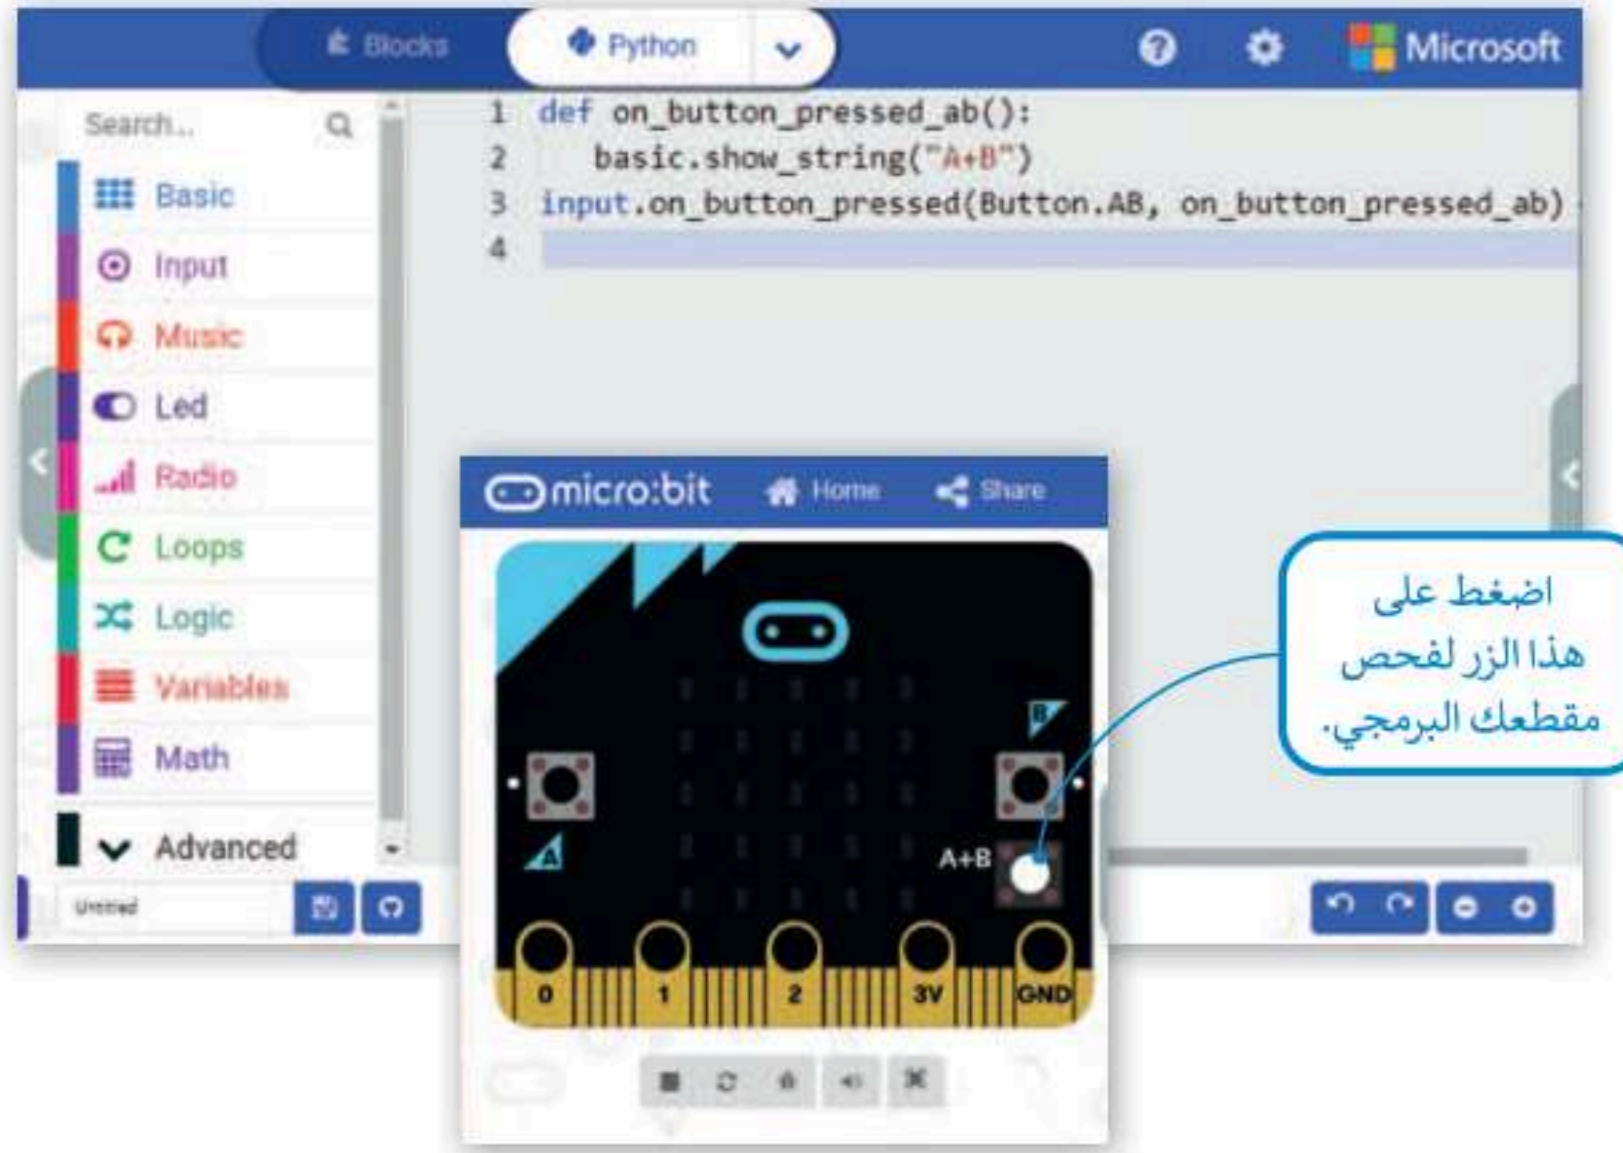 Blocks
Python
Microsoft
Search...
Basic
Input
Music
Led
Radio
Loops
Logic
Variables
Math
Advanced
Untitled
1 def on_button_pressed_ab():
2 basic.show_string("A+B")
3 input.on_button_pressed(Button.AB, on_button_pressed_ab)
4
micro:bit
Home
Share
B
A
A+B
0 1 2 3V GND
اضغط على
هذا الزر لفحص
مقطعك البرمجي.